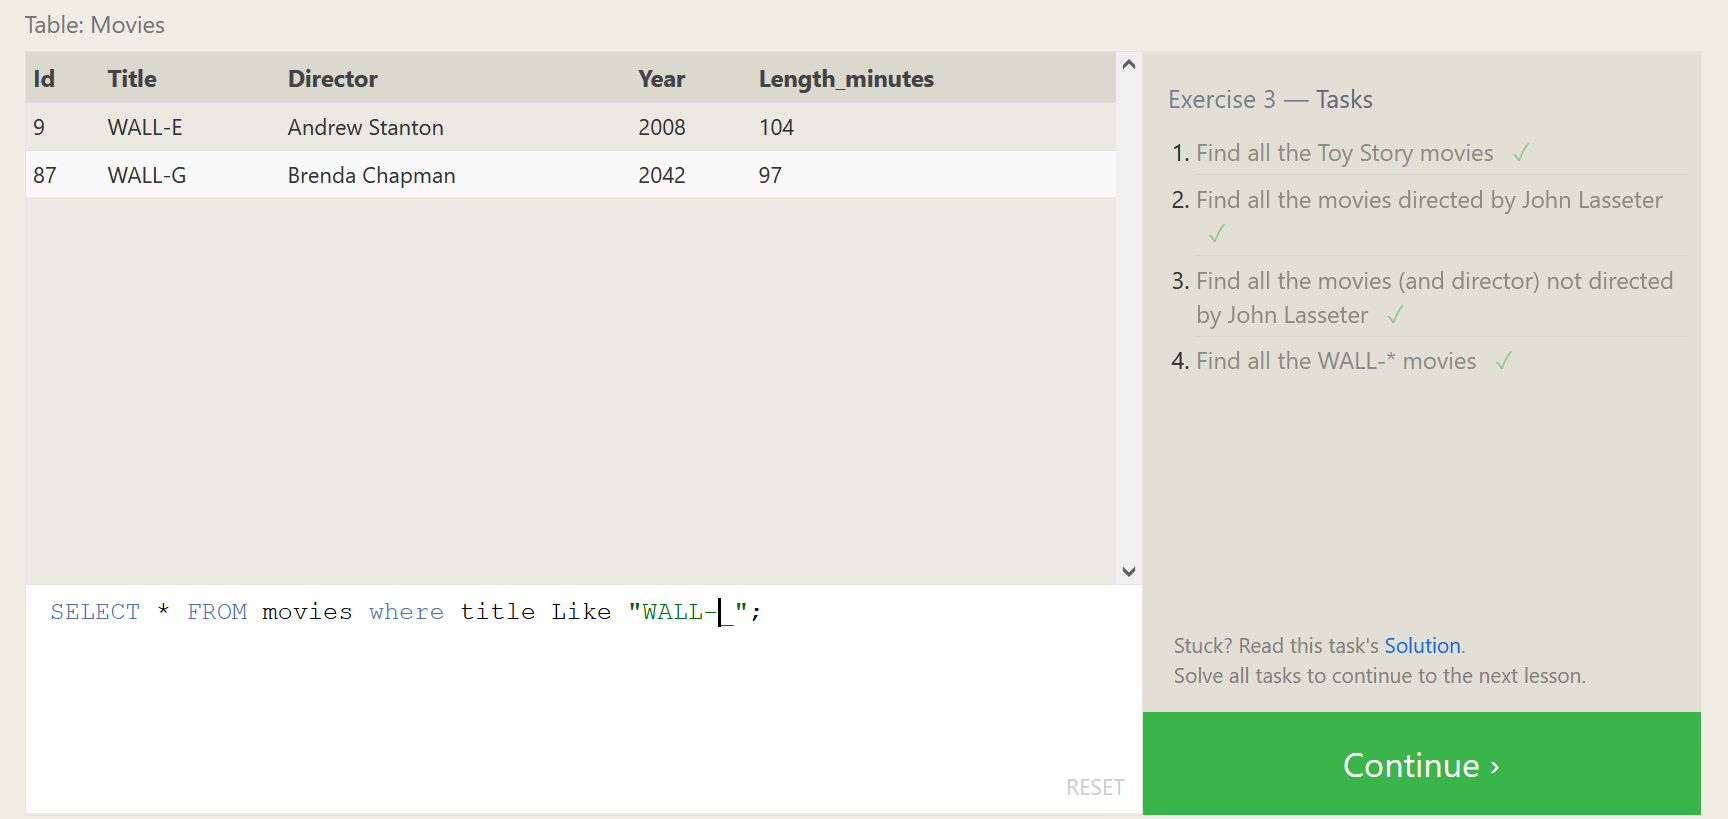 Table: Movies
Id Title Director Year Length_minutes
9 WALL-E Andrew Stanton 2008 104
87 WALL-G Brenda Chapman 2042 97
SELECT * FROM movies where title Like "WALL-_";
RESET
Exercise 3 — Tasks
1. Find all the Toy Story movies ✓
2. Find all the movies directed by John Lasseter
✓
3. Find all the movies (and director) not directed
by John Lasseter ✓
4. Find all the WALL-* movies ✓
Stuck? Read this task's Solution.
Solve all tasks to continue to the next lesson.
Continue ›